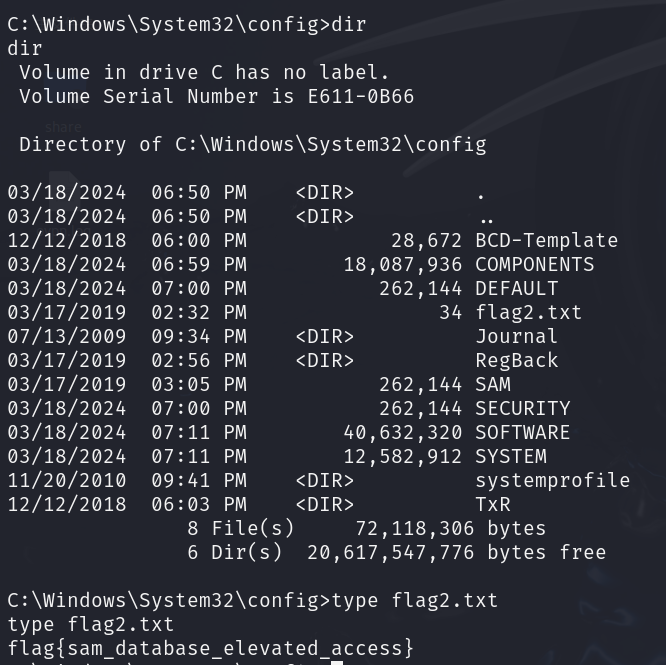 C:\Windows\System32\config>dir
dir
 Volume in drive C has no label.
 Volume Serial Number is E611-0B66
share
 Directory of C:\Windows\System32\config
03/18/2024  06:50 PM    <DIR>          .
03/18/2024  06:50 PM    <DIR>          ..
12/12/2018  06:00 PM            28,672 BCD-Template
03/18/2024  06:59 PM        18,087,936 COMPONENTS
03/18/2024  07:00 PM           262,144 DEFAULT
03/17/2019  02:32 PM                34 flag2.txt
07/13/2009  09:34 PM    <DIR>          Journal
03/17/2019  02:56 PM    <DIR>          RegBack
03/17/2019  03:05 PM           262,144 SAM
03/18/2024  07:00 PM           262,144 SECURITY
03/18/2024  07:11 PM        40,632,320 SOFTWARE
03/18/2024  07:11 PM        12,582,912 SYSTEM
11/20/2010  09:41 PM    <DIR>          systemprofile
12/12/2018  06:03 PM    <DIR>          TxR
               8 File(s)     72,118,306 bytes
               6 Dir(s)  20,617,547,776 bytes free
C:\Windows\System32\config>type flag2.txt
type flag2.txt
flag{sam_database_elevated_access}